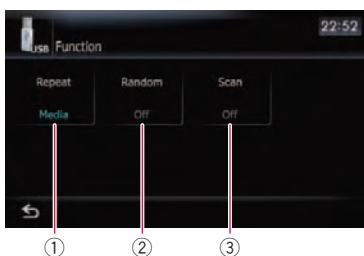 22:52
USB Function
Repeat Random Scan
Media Off Off
① ② ③